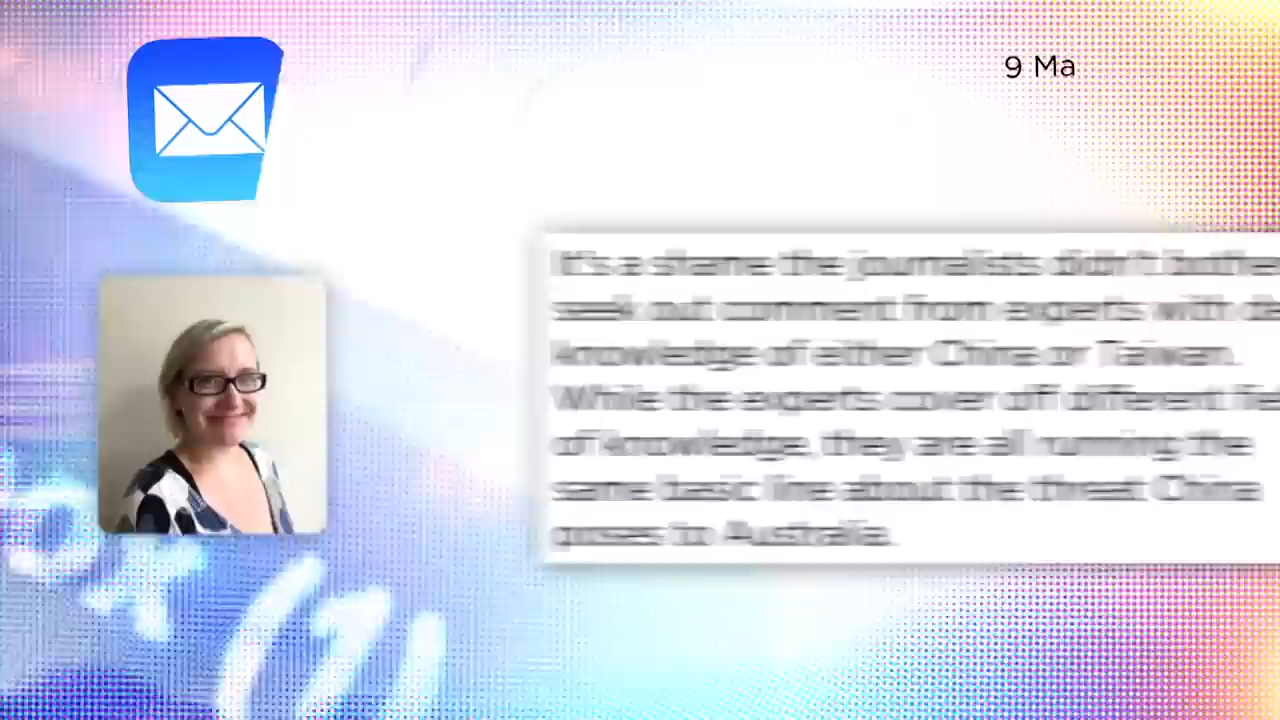 9 Ma
It's a shame the journalists didn't bother
seek out comment from experts with de
knowledge of either China or Taiwan.
While the experts cover off different fie
of knowledge, they are all running the
same basic line about the threat China
poses to Australia.